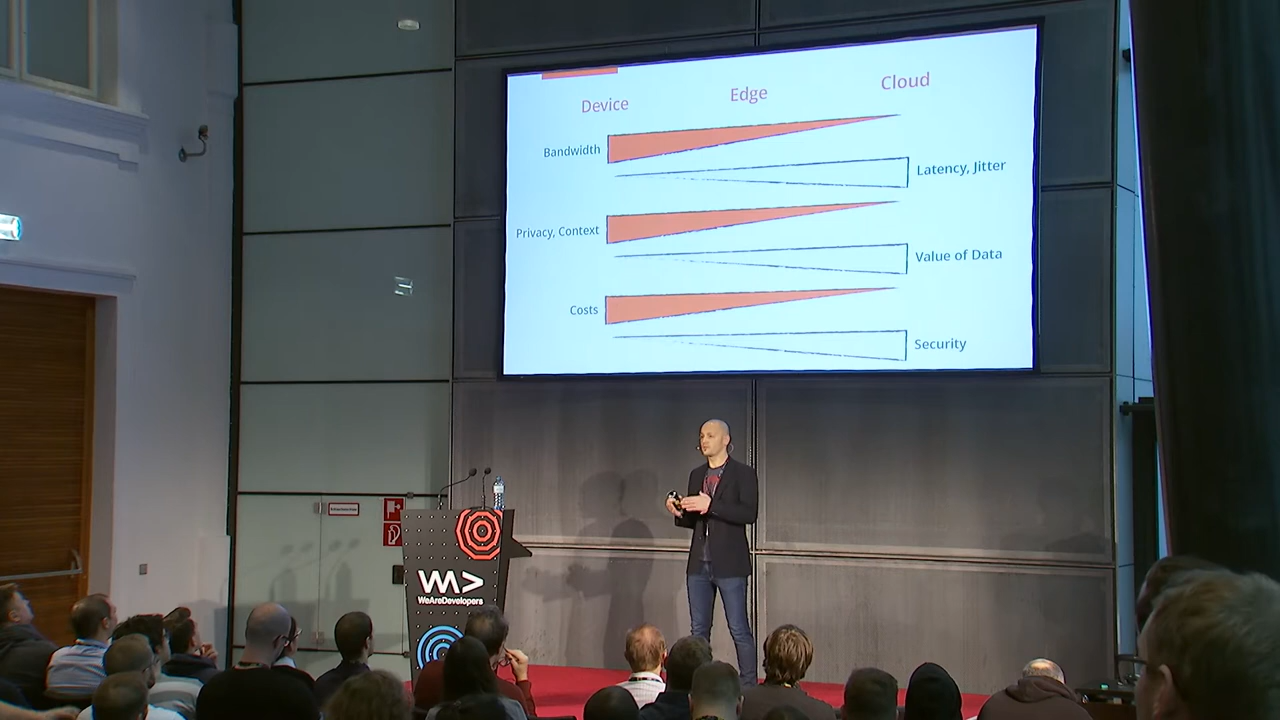 Device
Edge
Cloud
Bandwidth
Latency, Jitter
Privacy, Context
Value of Data
Costs
Security
WeAreDevelopers